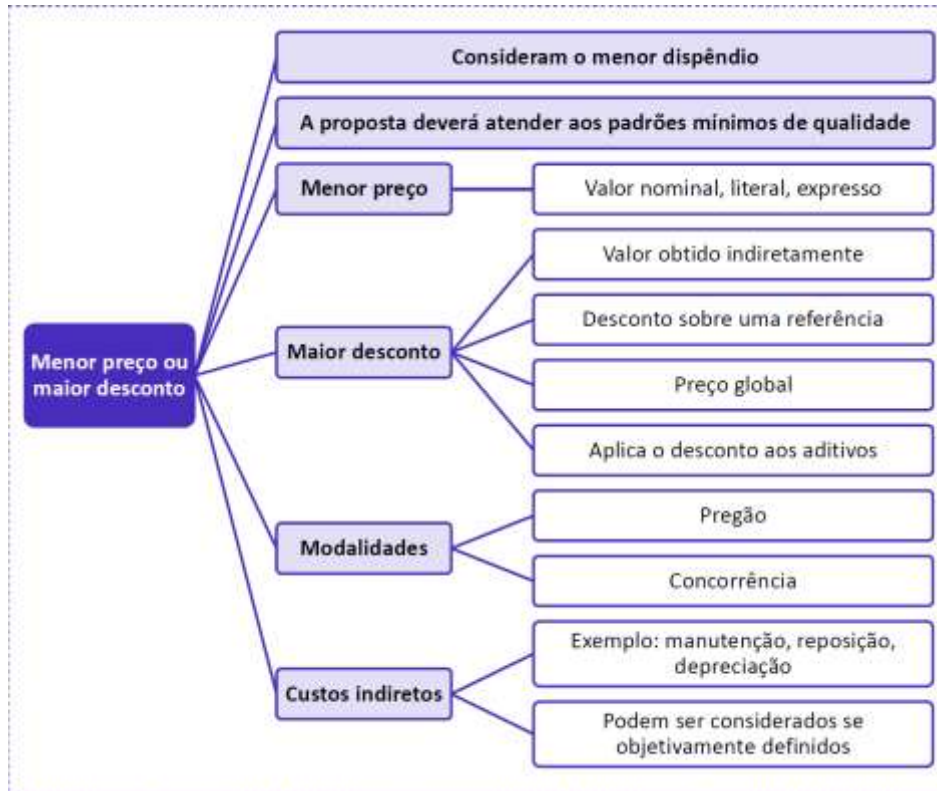 Menor preço ou
maior desconto
Consideram o menor dispêndio
A proposta deverá atender aos padrões mínimos de qualidade
Menor preço
Valor nominal, literal, expresso
Maior desconto
Valor obtido indiretamente
Desconto sobre uma referência
Preço global
Aplica o desconto aos aditivos
Modalidades
Pregão
Concorrência
Custos indiretos
Exemplo: manutenção, reposição,
depreciação
Podem ser considerados se
objetivamente definidos